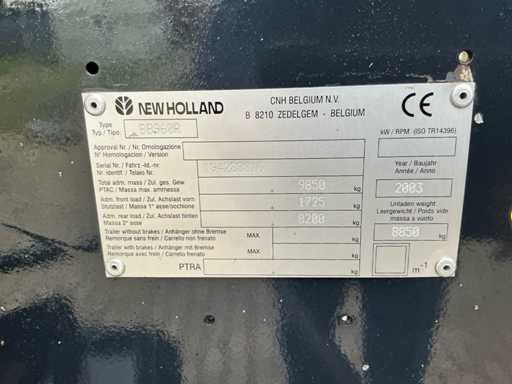 NEW HOLLAND
CNH BELGIUM N.V.
B 8210 ZEDELGEM - BELGIUM
CE
Type
Typ / Tipo BB960R
kW / RPM (ISO TR14396)
Approval Nr. / Nr. Omologazione
N° Homologacion / Version
Serial Nr. / Fahrz.-Id.-nr.
Nr. identif / Telaio Nr.
Year / Baujahr
Année / Anno
2003
Total adm. mass / Zul. ges. Gew
PTAC / Massa max. ammessa
9850 kg
Adm. front load / Zul. Achslast vorn
Stutzlast / Massa 1° asse/occhione
1725 kg
Adm. rear load / Zul. Achslast hinten
Massa 2° asse
8200 kg
Unladen weight
Leergewicht / Poids vide
massa a vuoto
8850 kg
Trailer without brakes / Anhänger ohne Bremse
Remorque sans frein / Carrello non frenato
MAX kg
Trailer with brakes / Anhänger mit Bremse
Remorque avec frein / Carrello frenato
MAX
PTRA kg
m-1